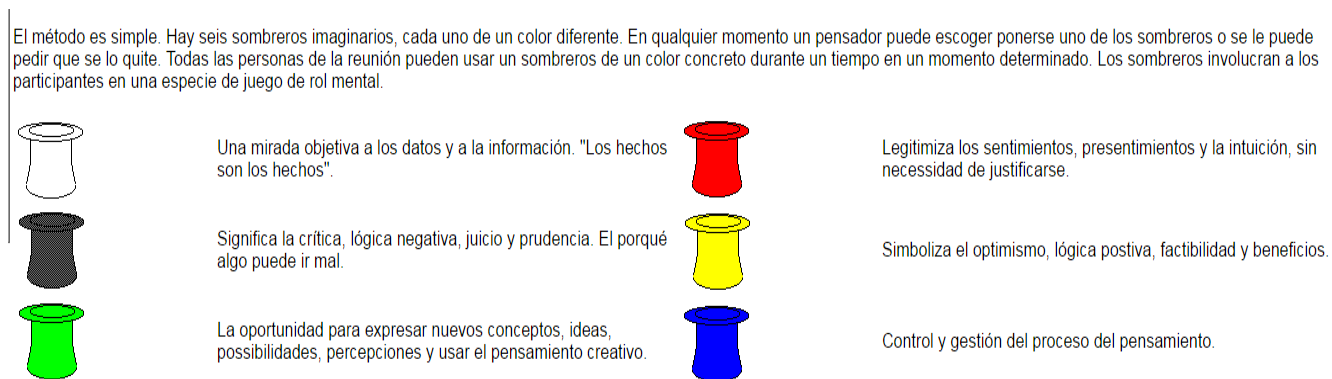 El método es simple. Hay seis sombreros imaginarios, cada uno de un color diferente. En qualquier momento un pensador puede escoger ponerse uno de los sombreros o se le puede
pedir que se lo quite. Todas las personas de la reunión pueden usar un sombreros de un color concreto durante un tiempo en un momento determinado. Los sombreros involucran a los
participantes en una especie de juego de rol mental.
Una mirada objetiva a los datos y a la información. "Los hechos
son los hechos".
Legitimiza los sentimientos, presentimientos y la intuición, sin
necessidad de justificarse.
Significa la crítica, lógica negativa, juicio y prudencia. El porqué
algo puede ir mal.
Simboliza el optimismo, lógica postiva, factibilidad y beneficios.
La oportunidad para expresar nuevos conceptos, ideas,
possibilidades, percepciones y usar el pensamiento creativo.
Control y gestión del proceso del pensamiento.